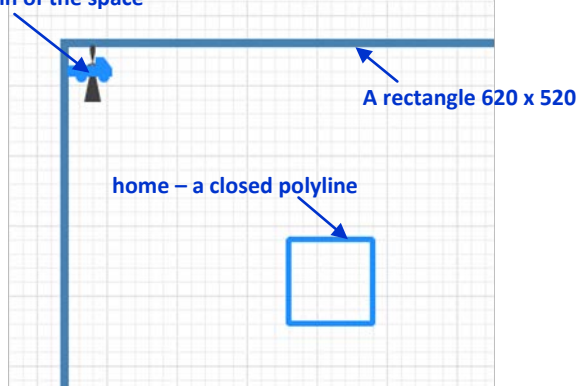 of the space
A rectangle 620 x 520
home – a closed polyline